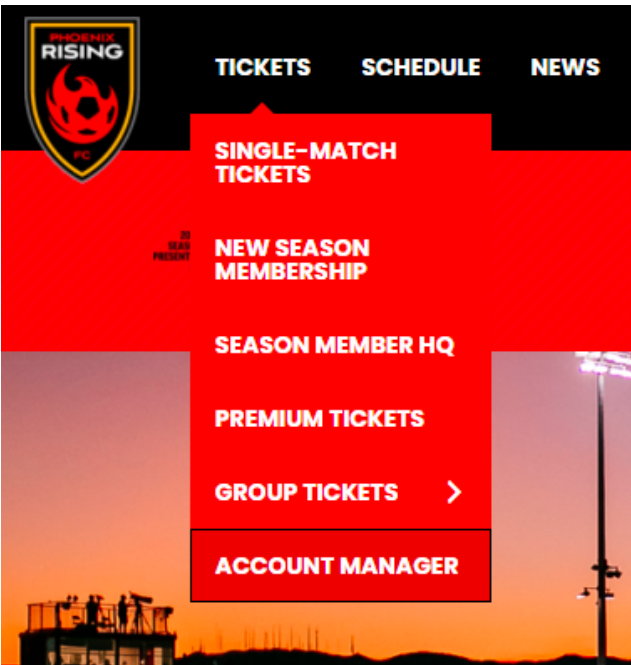 PHOENIX
RISING
FC
TICKETS SCHEDULE NEWS
SINGLE-MATCH
TICKETS
NEW SEASON
MEMBERSHIP
SEASON MEMBER HQ
PREMIUM TICKETS
GROUP TICKETS
ACCOUNT MANAGER